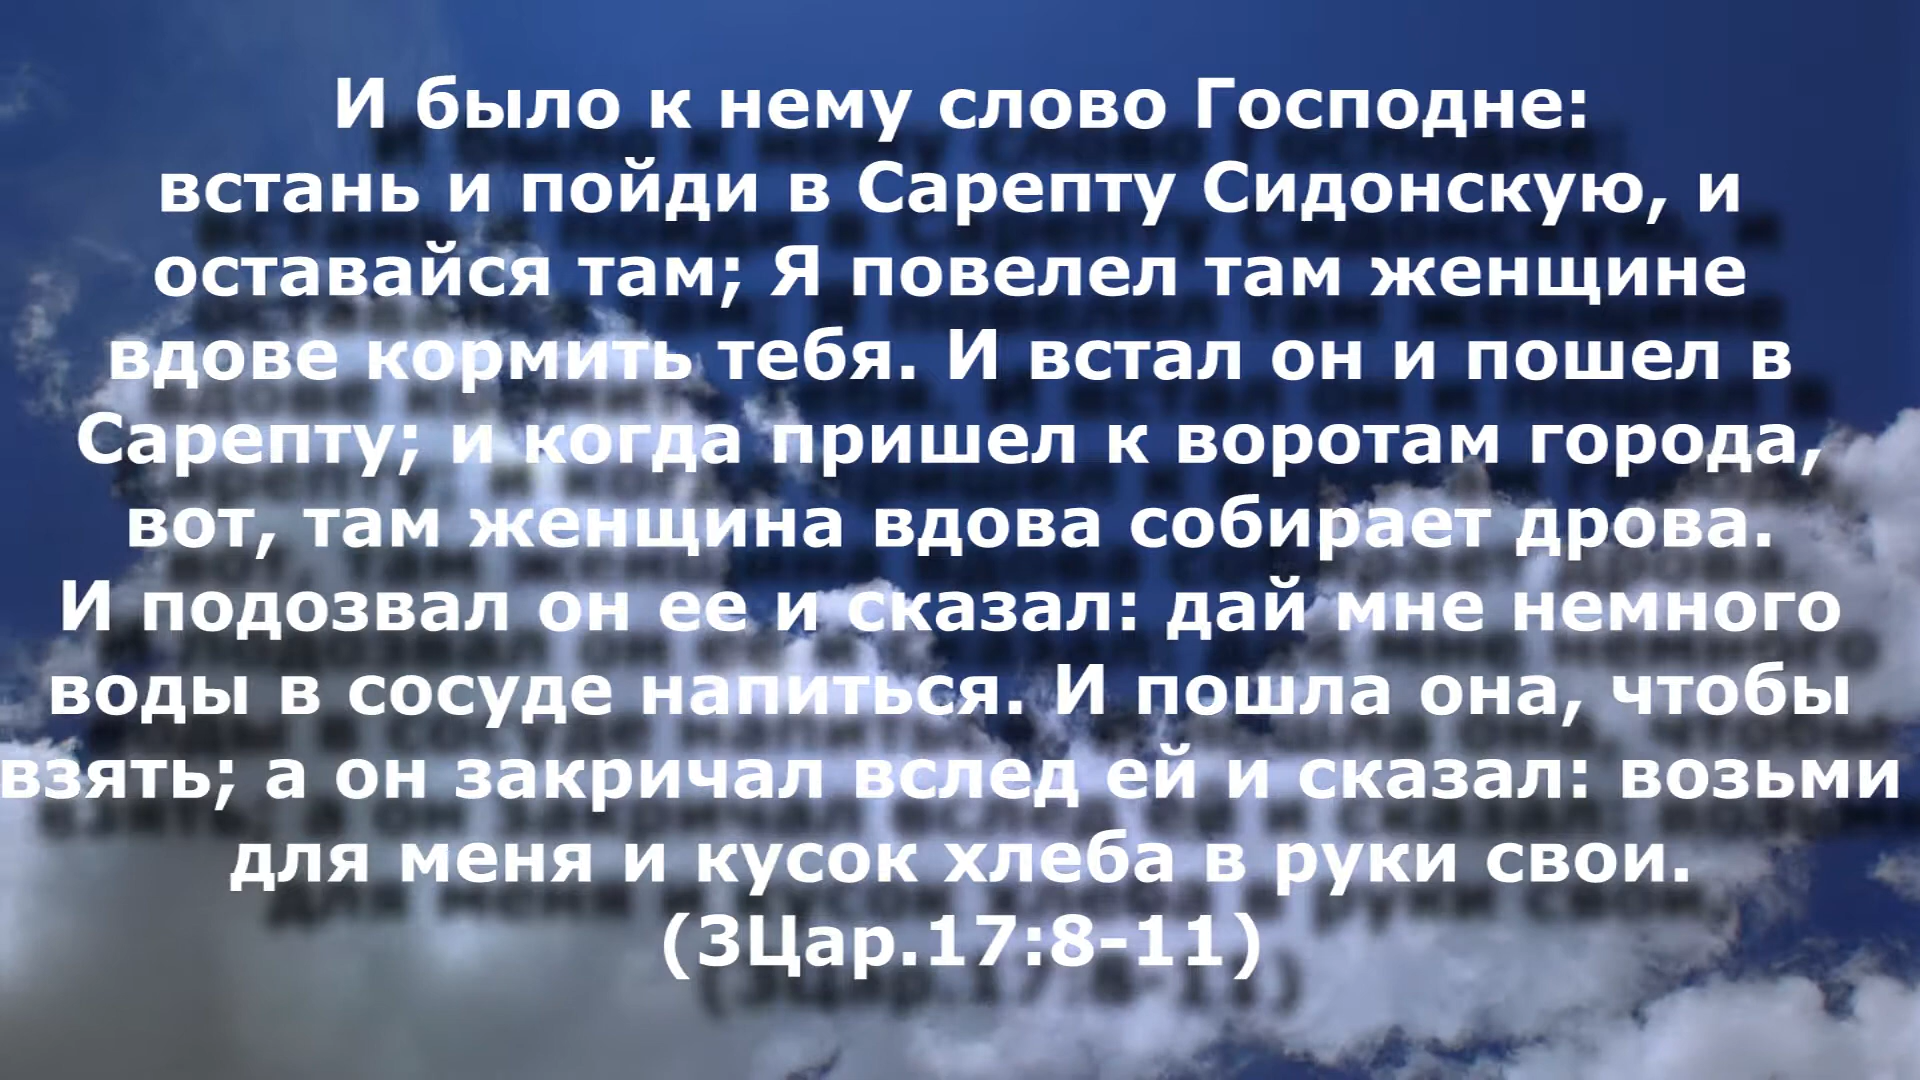 И было к нему слово Господне:
встань и пойди в Сарепту Сидонскую, и
оставайся там; Я повелел там женщине
вдове кормить тебя. И встал он и пошел в
Сарепту; и когда пришел к воротам города,
вот, там женщина вдова собирает дрова.
И подозвал он ее и сказал: дай мне немного
воды в сосуде напиться. И пошла она, чтобы
взять; а он закричал вслед ей и сказал: возьми
для меня и кусок хлеба в руки свои.
(3Цар.17:8-11)